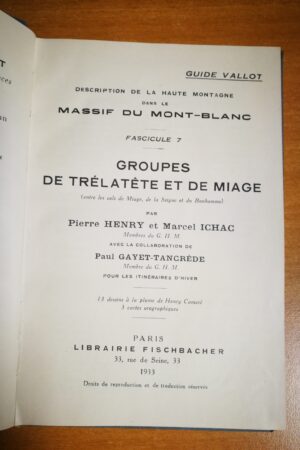 GUIDE VALLOT
DESCRIPTION DE LA HAUTE MONTAGNE
DANS LE
MASSIF DU MONT-BLANC
FASCICULE 7
GROUPES
DE TRÉLATÊTE ET DE MIAGE
(entre les cols de Miage, de la Seigne et du Bonhomme)
PAR
Pierre HENRY et Marcel ICHAC
Membres du G. H. M.
AVEC LA COLLABORATION DE
Paul GAYET-TANCRÈDE
Membre du G. H. M.
POUR LES ITINÉRAIRES D'HIVER
13 dessins à la plume de Henry
3 cartes orographiques
PARIS
LIBRAIRIE FISCHBACHER
33, rue de Seine, 33
1933
Droits de reproduction et de traduction réservés